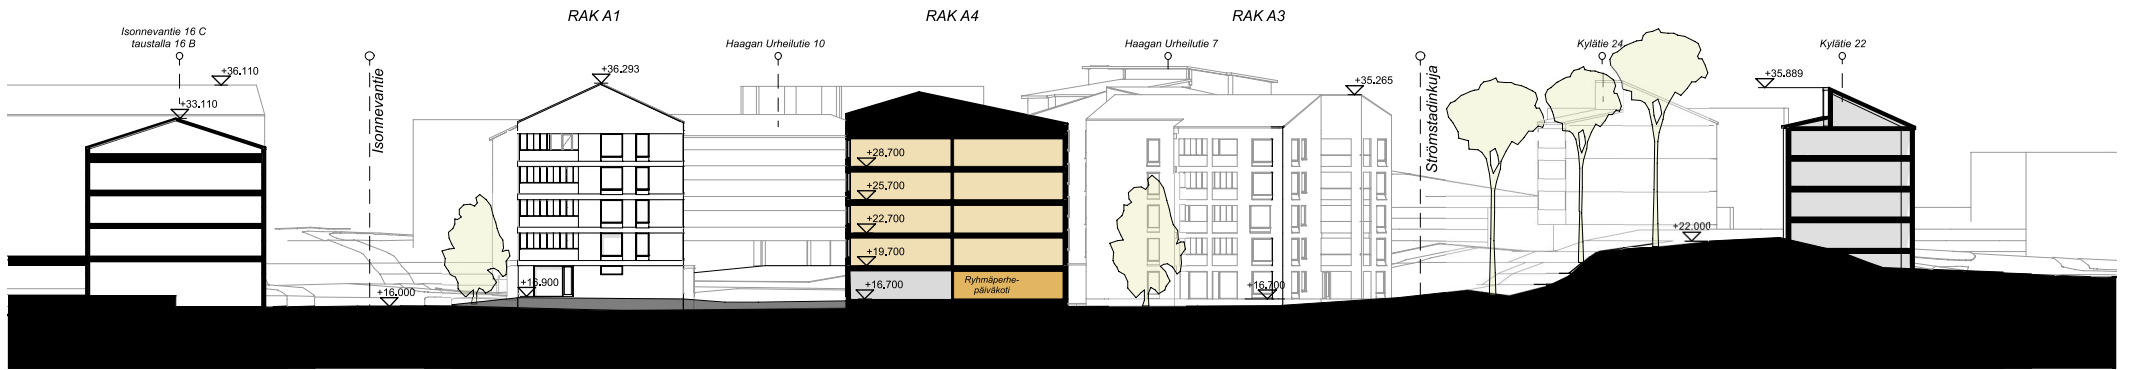 RAK A1
RAK A4
RAK A3
Isonnevantie 16 C
taustalla 16 B
Haagan Urheilutie 10
Haagan Urheilutie 7
Kylätie 24
Kylätie 22
+36.110
+33.110
Isonnevantie
+36.293
+35.265
Strömstadinkuja
+35.889
+28.700
+25.700
+22.700
+19.700
+16.700
Ryhmäperhe-
päiväkoti
+16.000
+16.900
+16.700
+22.000